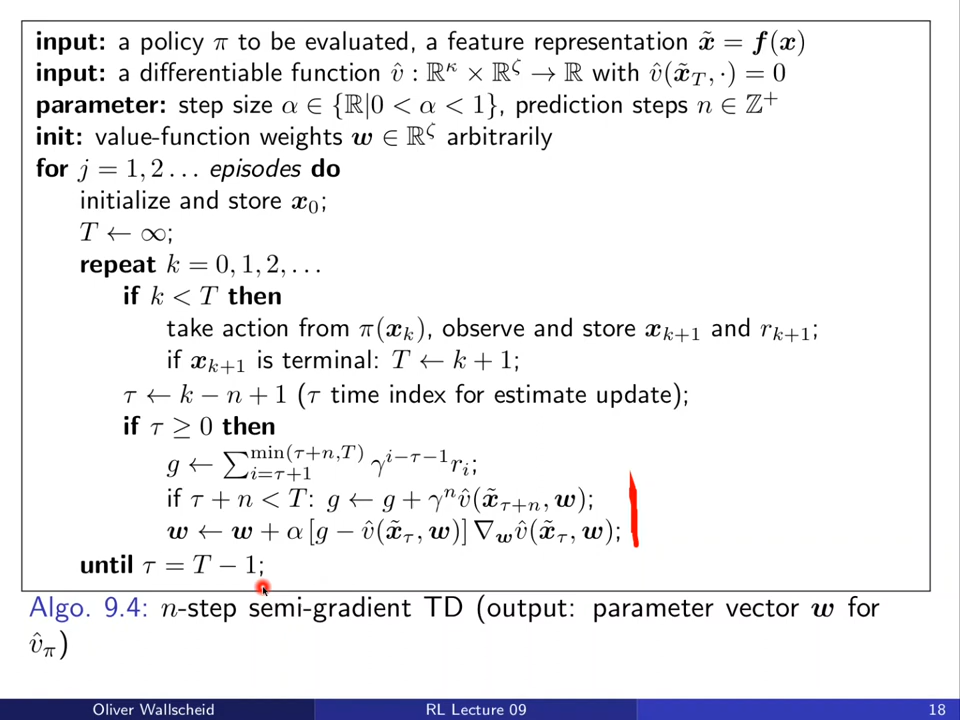 input: a policy π to be evaluated, a feature representation x̃ = f(x)
input: a differentiable function v̂ : ℝ^κ × ℝ^ζ → ℝ with v̂(x̃_T, ·) = 0
parameter: step size α ∈ {ℝ|0 < α < 1}, prediction steps n ∈ ℤ⁺
init: value-function weights w ∈ ℝ^ζ arbitrarily
for j = 1, 2 . . . episodes do
initialize and store x₀;
T ← ∞;
repeat k = 0, 1, 2, . . .
if k < T then
take action from π(x_k), observe and store x_{k+1} and r_{k+1};
if x_{k+1} is terminal: T ← k + 1;
τ ← k − n + 1 (τ time index for estimate update);
if τ ≥ 0 then
g ← ∑_{i=τ+1}^{min(τ+n,T)} γ^{i−τ−1} r_i;
if τ + n < T: g ← g + γ^n v̂(x̃_{τ+n}, w);
w ← w + α [g − v̂(x̃_τ, w)] ∇_w v̂(x̃_τ, w);
until τ = T − 1;
Algo. 9.4: n-step semi-gradient TD (output: parameter vector w for
v̂_π)
Oliver Wallscheid RL Lecture 09 18